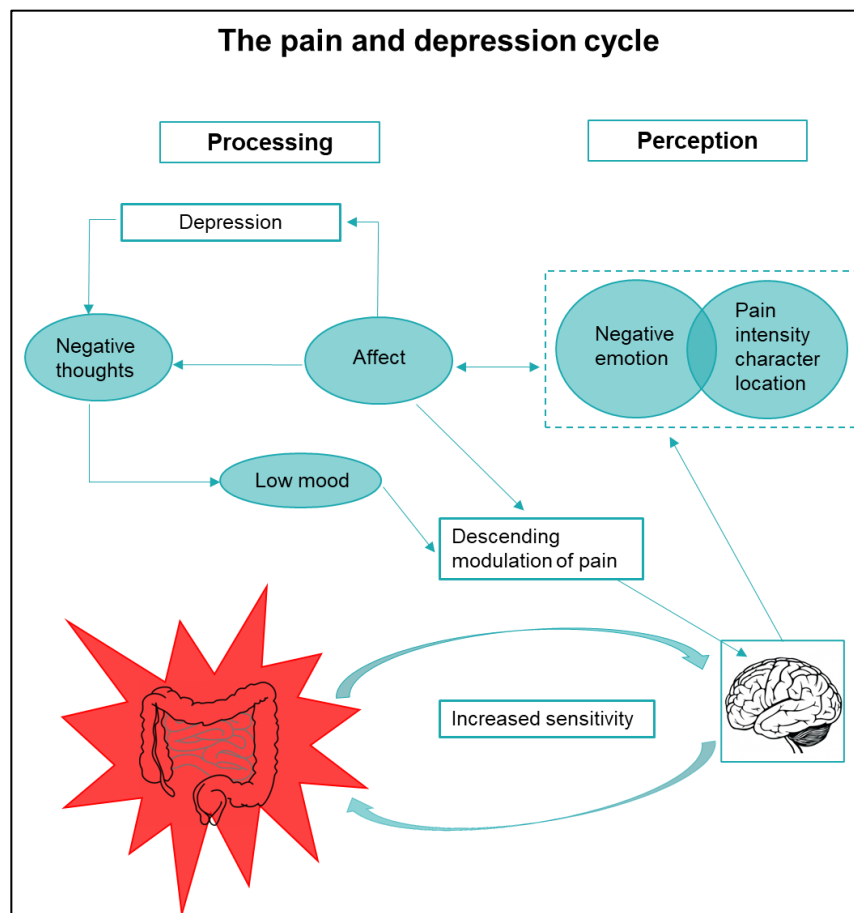 The pain and depression cycle
Processing
Perception
Depression
Negative
thoughts
Affect
Negative
emotion
Pain
intensity
character
location
Low mood
Descending
modulation of pain
Increased sensitivity